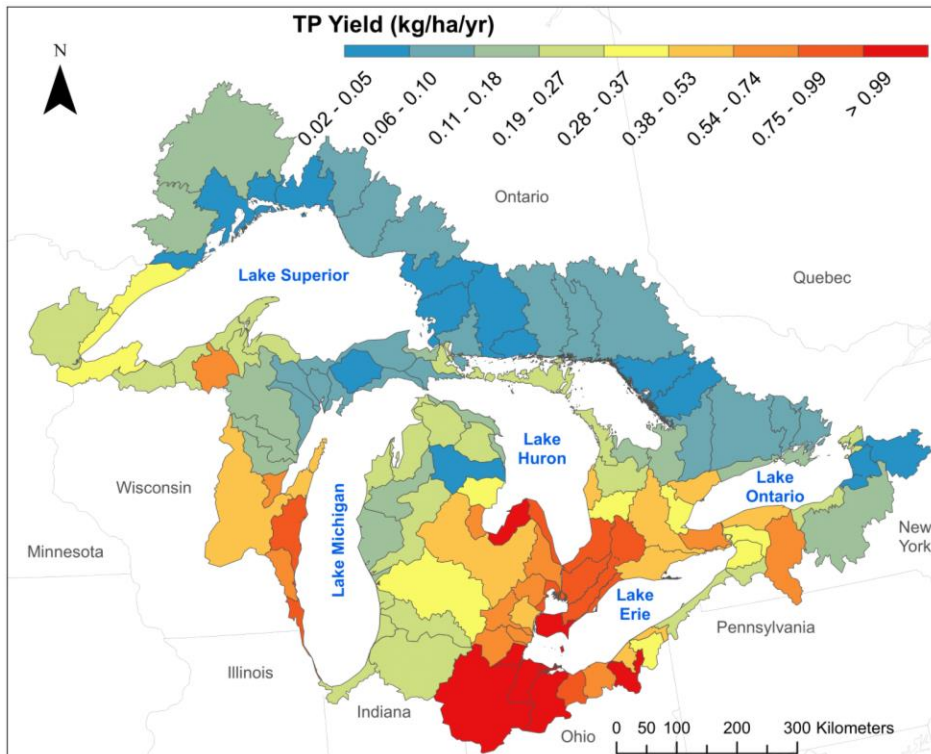 TP Yield (kg/ha/yr)
N
0.02 - 0.05
0.06 - 0.10
0.11 - 0.18
0.19 - 0.27
0.28 - 0.37
0.38 - 0.53
0.54 - 0.74
0.75 - 0.99
> 0.99
Ontario
Quebec
Lake Superior
Lake
Huron
Lake
Ontario
Wisconsin
Lake Michigan
New
York
Minnesota
Lake
Erie
Pennsylvania
Illinois
Indiana
Ohio
0 50 100 200 300 Kilometers